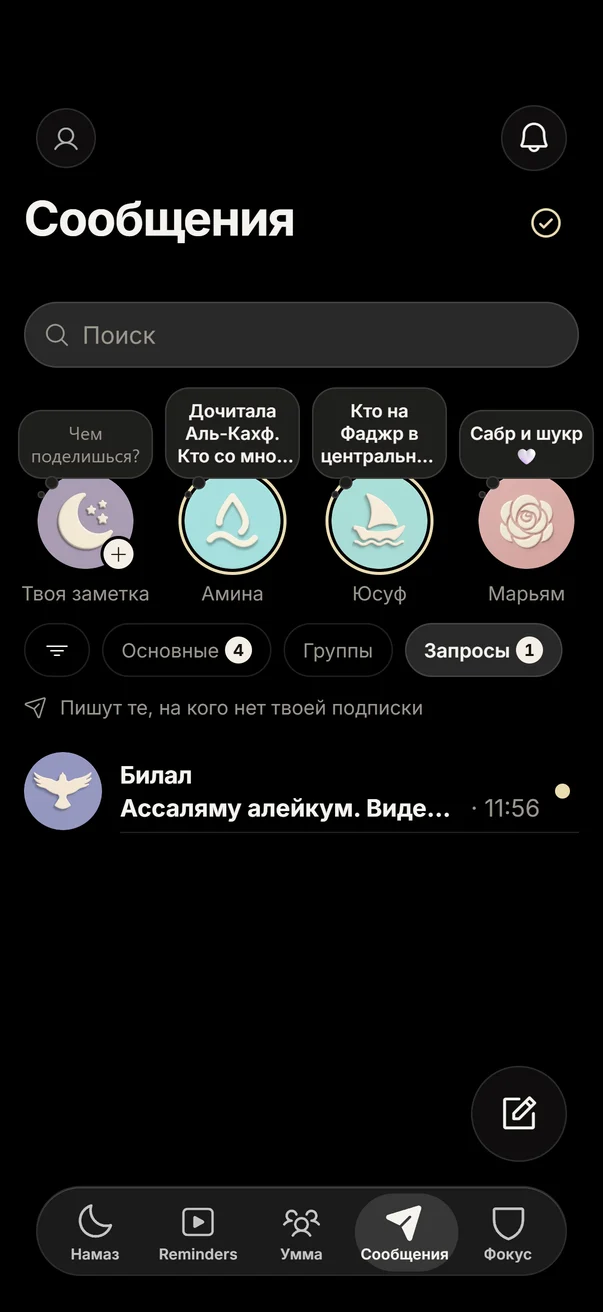 Сообщения
Поиск
Чем
поделишься?
Дочитала
Аль-Кахф.
Кто со мно...
Кто на
Фаджр в
центральн...
Сабр и шукр
🤍
Твоя заметка
Амина
Юсуф
Марьям
Основные 4
Группы
Запросы 1
Пишут те, на кого нет твоей подписки
Билал
Ассаляму алейкум. Виде... · 11:56
Намаз
Reminders
Умма
Сообщения
Фокус